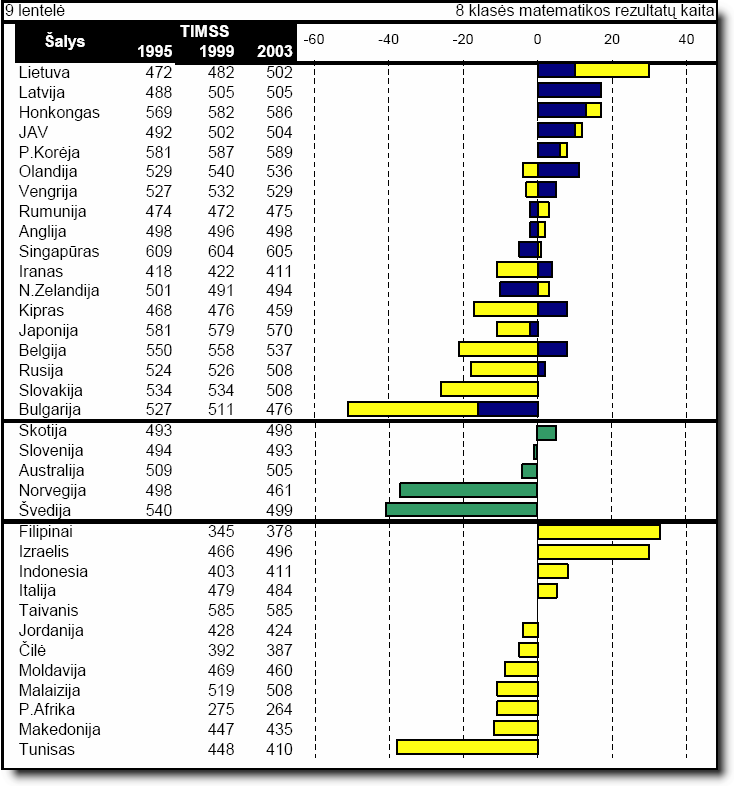 9 lentelė 8 klasės matematikos rezultatų kaita
Šalys TIMSS
1995 1999 2003 -60 -40 -20 0 20 40
Lietuva 472 482 502
Latvija 488 505 505
Honkongas 569 582 586
JAV 492 502 504
P.Korėja 581 587 589
Olandija 529 540 536
Vengrija 527 532 529
Rumunija 474 472 475
Anglija 498 496 498
Singapūras 609 604 605
Iranas 418 422 411
N.Zelandija 501 491 494
Kipras 468 476 459
Japonija 581 579 570
Belgija 550 558 537
Rusija 524 526 508
Slovakija 534 534 508
Bulgarija 527 511 476
Skotija 493 498
Slovenija 494 493
Australija 509 505
Norvegija 498 461
Švedija 540 499
Filipinai 345 378
Izraelis 466 496
Indonesia 403 411
Italija 479 484
Taivanis 585 585
Jordanija 428 424
Čilė 392 387
Moldavija 469 460
Malaizija 519 508
P.Afrika 275 264
Makedonija 447 435
Tunisas 448 410